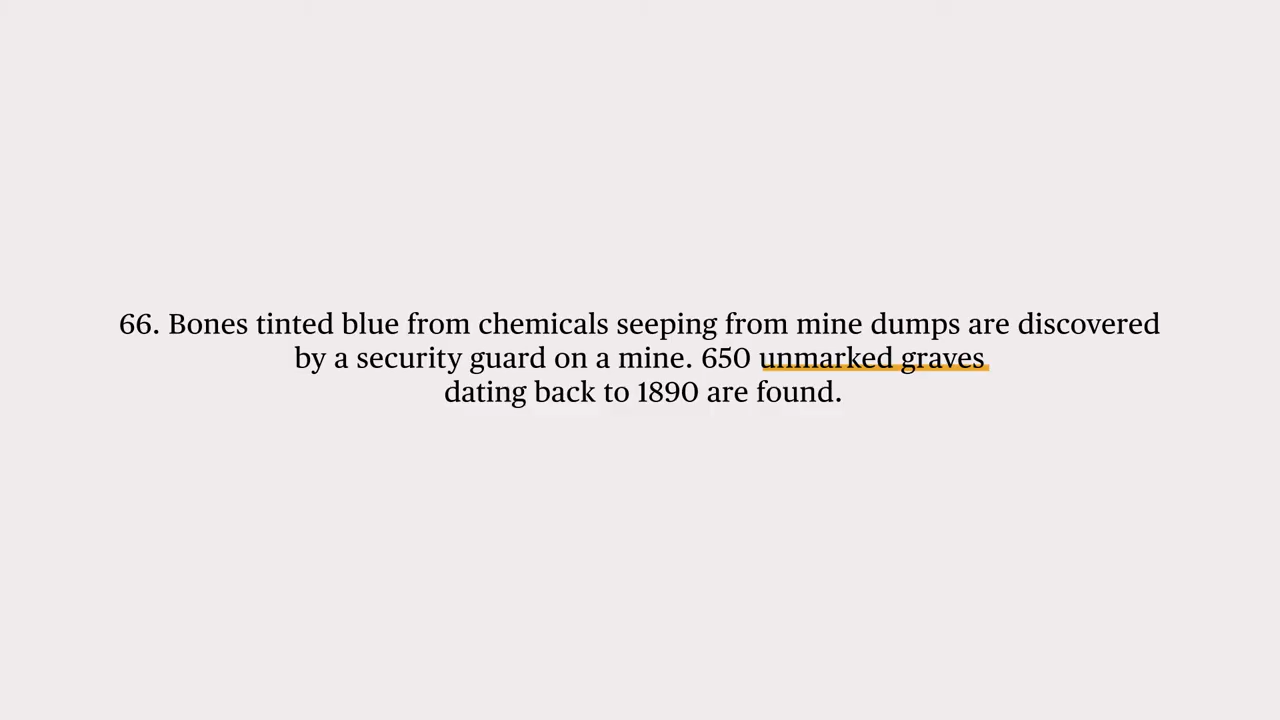 66. Bones tinted blue from chemicals seeping from mine dumps are discovered
by a security guard on a mine. 650 unmarked graves
dating back to 1890 are found.